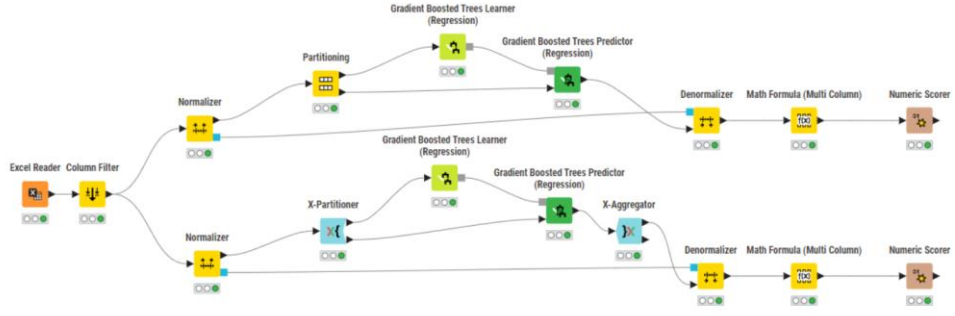 Gradient Boosted Trees Learner
(Regression)
Gradient Boosted Trees Predictor
(Regression)
Partitioning
Normalizer
Denormalizer
Math Formula (Multi Column)
Numeric Scorer
Excel Reader
Column Filter
Gradient Boosted Trees Learner
(Regression)
Gradient Boosted Trees Predictor
(Regression)
X-Partitioner
X-Aggregator
Normalizer
Denormalizer
Math Formula (Multi Column)
Numeric Scorer